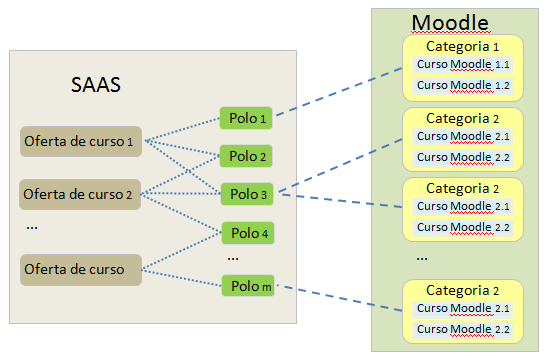 Moodle
SAAS
Oferta de curso 1
Oferta de curso 2
...
Oferta de curso
Polo 1
Polo 2
Polo 3
Polo 4
...
Polo m
Categoria 1
Curso Moodle 1.1
Curso Moodle 1.2
Categoria 2
Curso Moodle 2.1
Curso Moodle 2.2
Categoria 2
Curso Moodle 2.1
Curso Moodle 2.2
...
Categoria 2
Curso Moodle 2.1
Curso Moodle 2.2